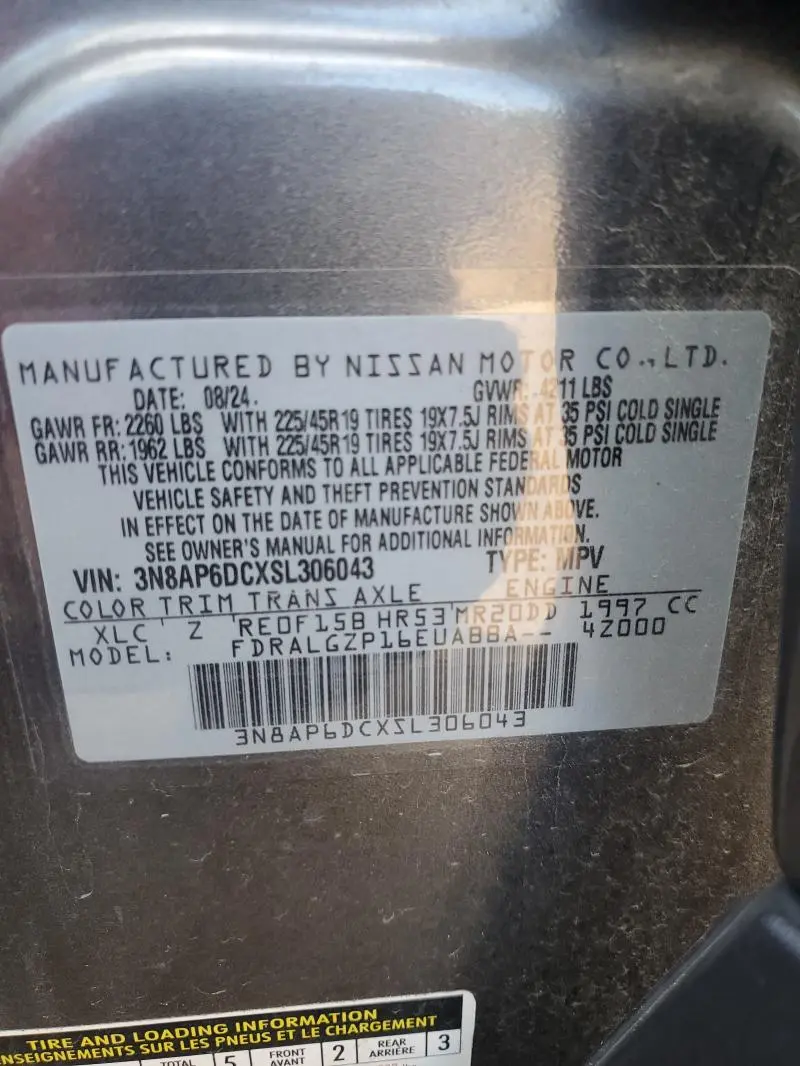 MANUFACTURED BY NISSAN MOTOR CO.,LTD.
DATE: 08/24. GVWR: 4211 LBS
GAWR FR: 2260 LBS WITH 225/45R19 TIRES 19X7.5J RIMS AT 35 PSI COLD SINGLE
GAWR RR: 1962 LBS WITH 225/45R19 TIRES 19X7.5J RIMS AT 35 PSI COLD SINGLE
THIS VEHICLE CONFORMS TO ALL APPLICABLE FEDERAL MOTOR
VEHICLE SAFETY AND THEFT PREVENTION STANDARDS
IN EFFECT ON THE DATE OF MANUFACTURE SHOWN ABOVE.
SEE OWNER'S MANUAL FOR ADDITIONAL INFORMATION.
VIN: 3N8AP6DCXSL306043 TYPE: MPV
COLOR TRIM TRANS AXLE ENGINE
XLC Z RE0F15B HR53 MR20DD 1997 CC
MODEL: FDRALGZP16EUABBA-- 4Z000
3N8AP6DCXSL306043
TIRE AND LOADING INFORMATION
ENSEIGNEMENTS SUR LES PNEUS ET LE CHARGEMENT
TOTAL 5 FRONT AVANT 2 REAR ARRIÈRE 3